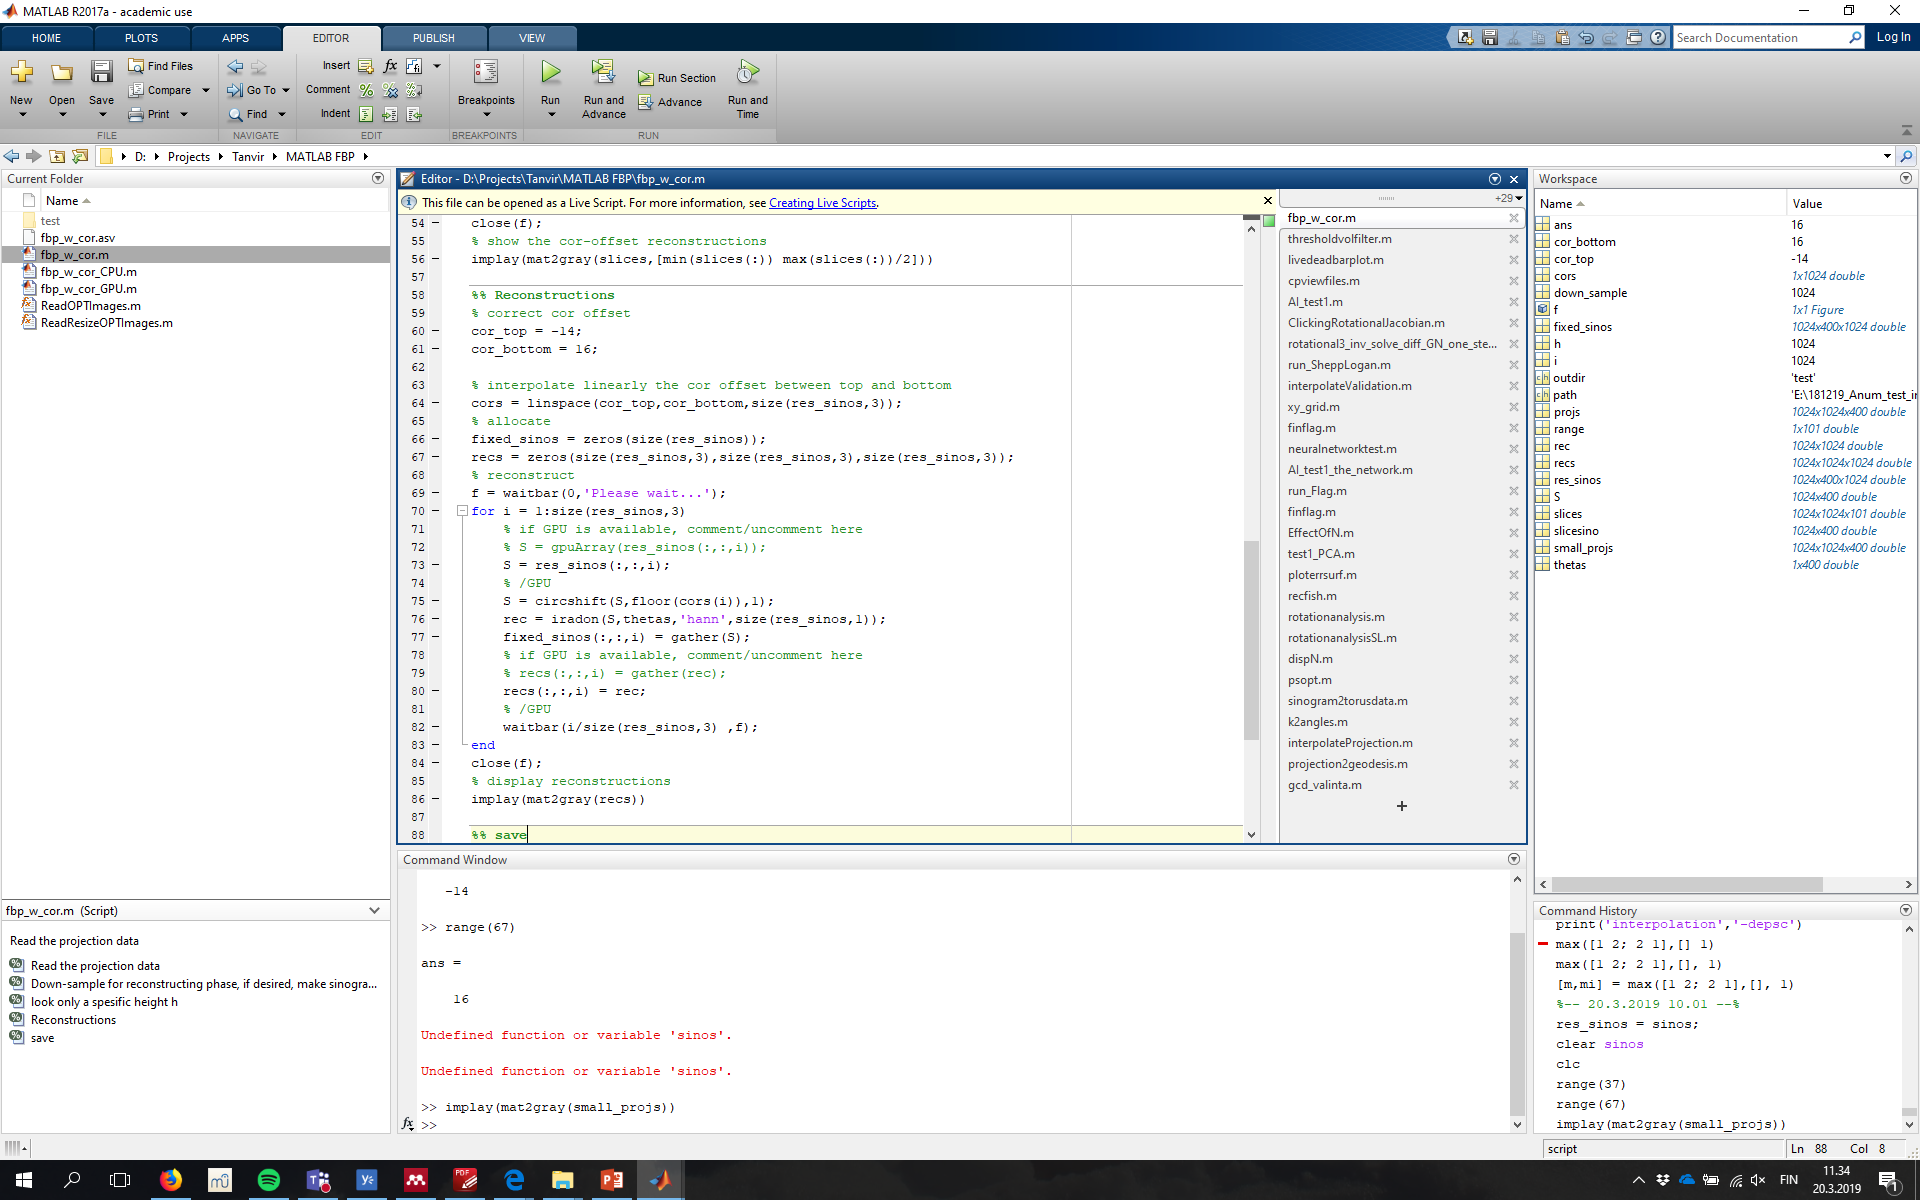 MATLAB R2017a - academic use
HOME
PLOTS
APPS
EDITOR
PUBLISH
VIEW
Search Documentation
Log In
New
Open
Save
Find Files
Compare
Print
FILE
Go To
Find
NAVIGATE
Insert
fx
Comment
Indent
EDIT
Breakpoints
BREAKPOINTS
Run
Run and Advance
Run Section
Advance
Run and Time
RUN
D:
Projects
Tanvir
MATLAB FBP
Current Folder
Name
test
fbp_w_cor.asv
fbp_w_cor.m
fbp_w_cor_CPU.m
fbp_w_cor_GPU.m
ReadOPTImages.m
ReadResizeOPTImages.m
fbp_w_cor.m (Script)
Read the projection data
Read the projection data
Down-sample for reconstructing phase, if desired, make sinogra...
look only a spesific height h
Reconstructions
save
Editor - D:\Projects\Tanvir\MATLAB FBP\fbp_w_cor.m
This file can be opened as a Live Script. For more information, see Creating Live Scripts.
54 close(f);
55 % show the cor-offset reconstructions
56 implay(mat2gray(slices,[min(slices(:)) max(slices(:))/2]))
57
58 %% Reconstructions
59 % correct cor offset
60 cor_top = -14;
61 cor_bottom = 16;
62
63 % interpolate linearly the cor offset between top and bottom
64 cors = linspace(cor_top,cor_bottom,size(res_sinos,3));
65 % allocate
66 fixed_sinos = zeros(size(res_sinos));
67 recs = zeros(size(res_sinos,3),size(res_sinos,3),size(res_sinos,3));
68 % reconstruct
69 f = waitbar(0,'Please wait...');
70 for i = 1:size(res_sinos,3)
71 % if GPU is available, comment/uncomment here
72 % S = gpuArray(res_sinos(:,:,i));
73 S = res_sinos(:,:,i);
74 % /GPU
75 S = circshift(S,floor(cors(i)),1);
76 rec = iradon(S,thetas,'hann',size(res_sinos,1));
77 fixed_sinos(:,:,i) = gather(S);
78 % if GPU is available, comment/uncomment here
79 % recs(:,:,i) = gather(rec);
80 recs(:,:,i) = rec;
81 % /GPU
82 waitbar(i/size(res_sinos,3) ,f);
83 end
84 close(f);
85 % display reconstructions
86 implay(mat2gray(recs))
87
88 %% save
+29
fbp_w_cor.m
thresholdvolfilter.m
livedeadbarplot.m
cpviewfiles.m
AI_test1.m
ClickingRotationalJacobian.m
rotational3_inv_solve_diff_GN_one_ste...
run_SheppLogan.m
interpolateValidation.m
xy_grid.m
finflag.m
neuralnetworktest.m
AI_test1_the_network.m
run_Flag.m
finflag.m
EffectOfN.m
test1_PCA.m
ploterrsurf.m
recfish.m
rotationanalysis.m
rotationanalysisSL.m
dispN.m
psopt.m
sinogram2torusdata.m
k2angles.m
interpolateProjection.m
projection2geodesis.m
gcd_valinta.m
Command Window
-14
>> range(67)
ans =
16
Undefined function or variable 'sinos'.
Undefined function or variable 'sinos'.
>> implay(mat2gray(small_projs))
fx >>
Workspace
Name Value
ans 16
cor_bottom 16
cor_top -14
cors 1x1024 double
down_sample 1024
f 1x1 Figure
fixed_sinos 1024x400x1024 double
h 1024
i 1024
outdir 'test'
path 'E:\181219_Anum_test_i
projs 1024x1024x400 double
range 1x101 double
rec 1024x1024 double
recs 1024x1024x1024 double
res_sinos 1024x400x1024 double
S 1024x400 double
slices 1024x1024x101 double
slicesino 1024x400 double
small_projs 1024x1024x400 double
thetas 1x400 double
Command History
print('interpolation','-depsc')
max([1 2; 2 1],[] 1)
max([1 2; 2 1],[], 1)
[m,mi] = max([1 2; 2 1],[], 1)
%-- 20.3.2019 10.01 --%
res_sinos = sinos;
clear sinos
clc
range(37)
range(67)
implay(mat2gray(small_projs))
script
Ln 88 Col 8
FIN
11.34
20.3.2019